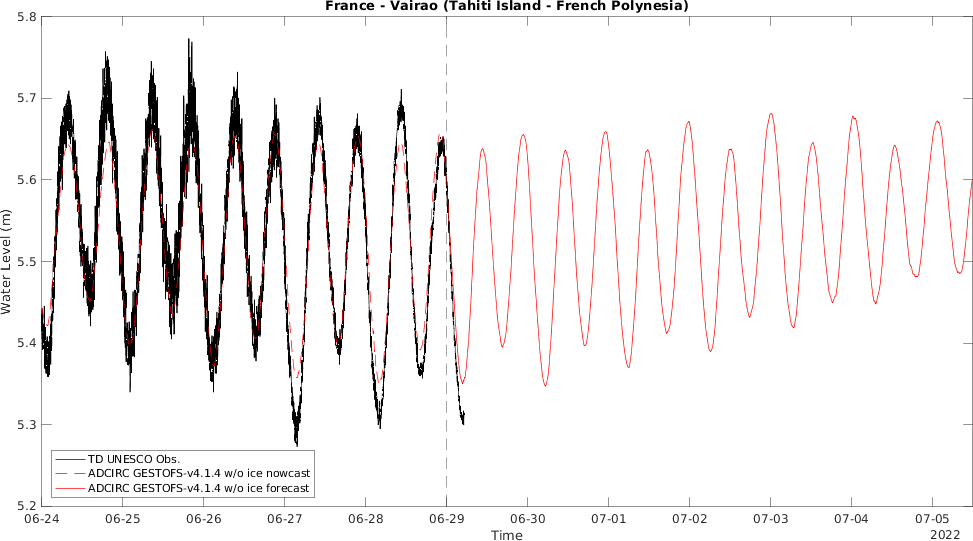 France - Vairao (Tahiti Island - French Polynesia)
5.8
5.7
5.6
5.5
5.4
5.3
5.2
Water Level (m)
TD UNESCO Obs.
ADCIRC GESTOFS-v4.1.4 w/o ice nowcast
ADCIRC GESTOFS-v4.1.4 w/o ice forecast
06-24 06-25 06-26 06-27 06-28 06-29 06-30 07-01 07-02 07-03 07-04 07-05
Time 2022